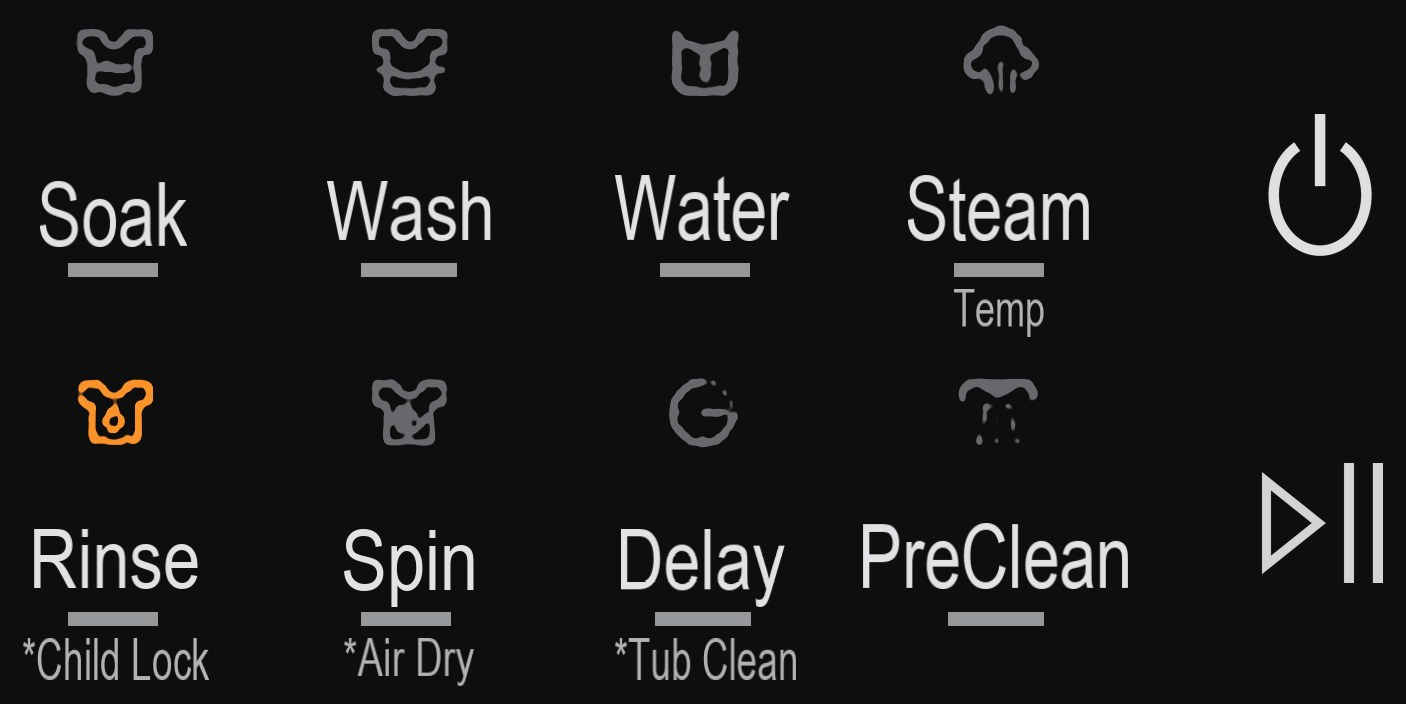 Soak Wash Water Steam
Temp
Rinse Spin Delay PreClean
*Child Lock *Air Dry *Tub Clean